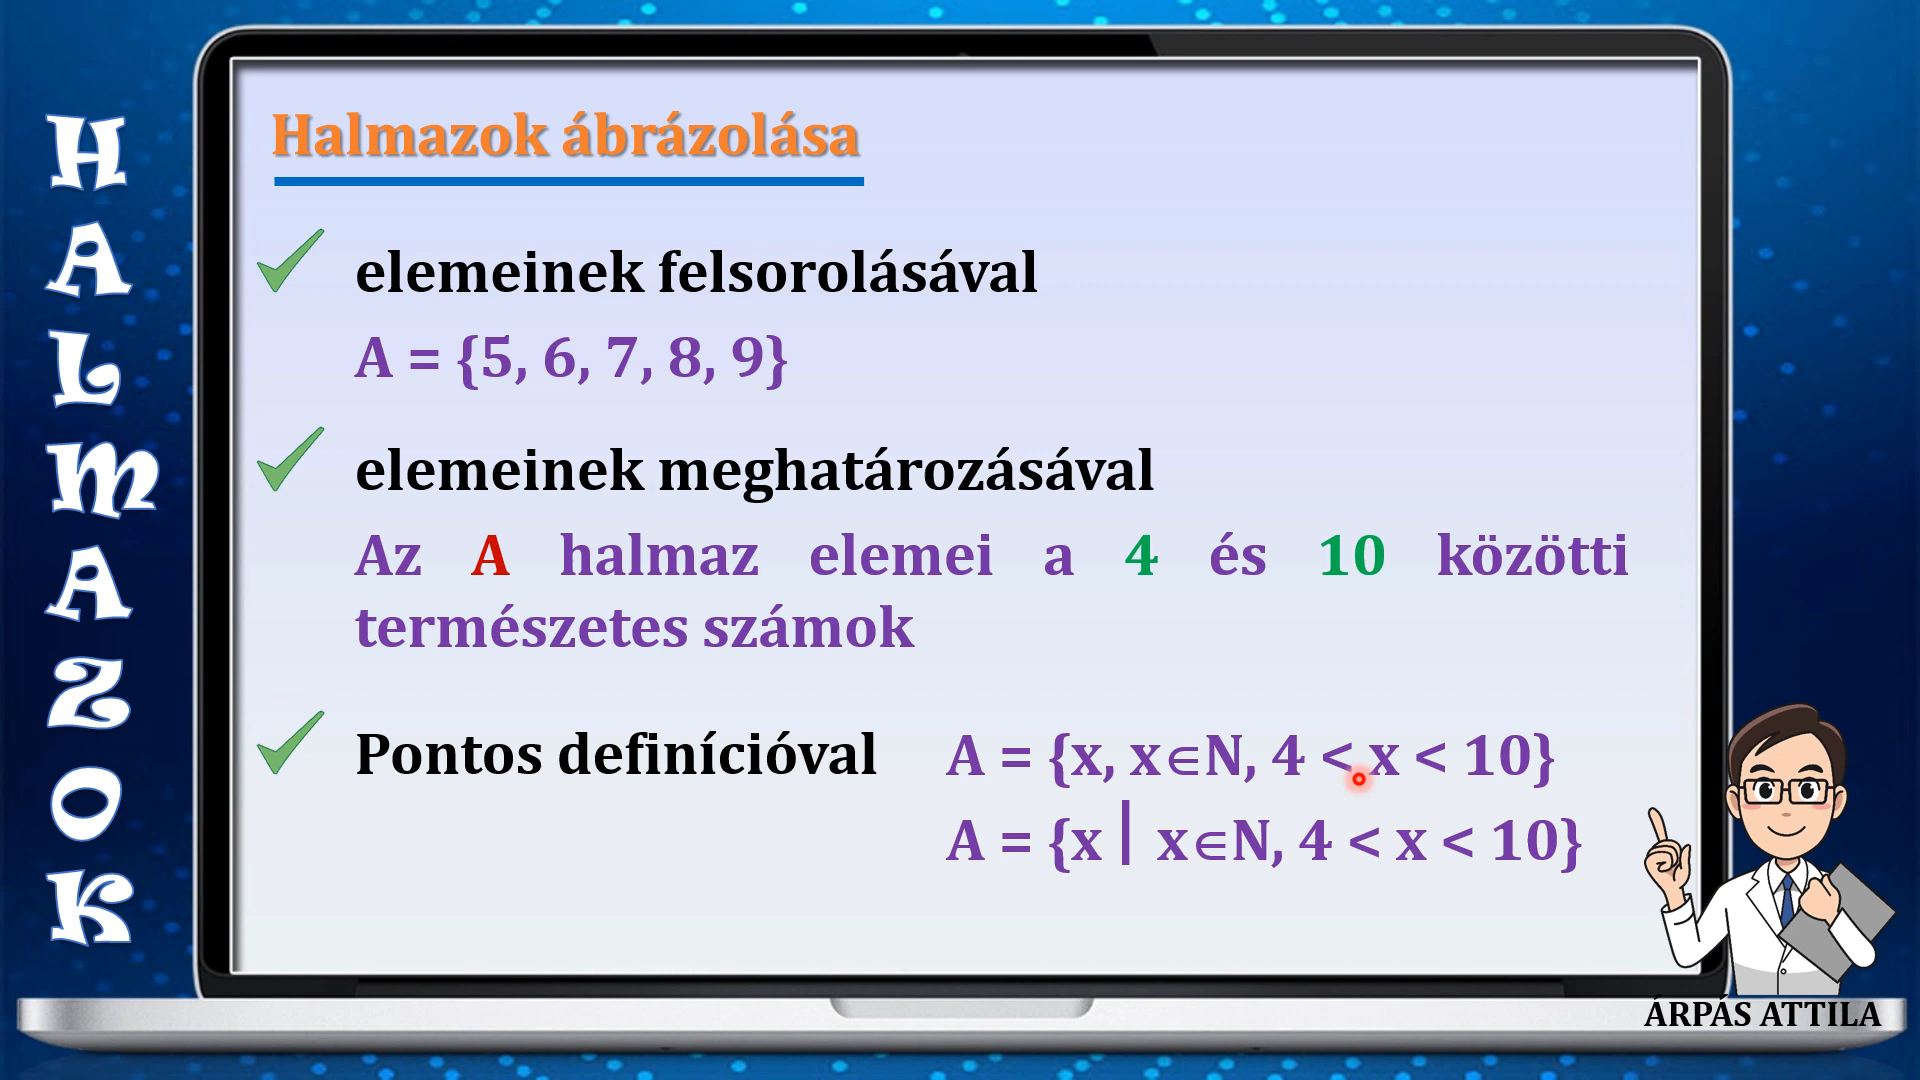 HALMAZOK
Halmazok ábrázolása
elemeinek felsorolásával
A = {5, 6, 7, 8, 9}
elemeinek meghatározásával
Az A halmaz elemei a 4 és 10 közötti
természetes számok
Pontos definícióval
A = {x, x∈N, 4 < x < 10}
A = {x | x∈N, 4 < x < 10}
ÁRPÁS ATTILA